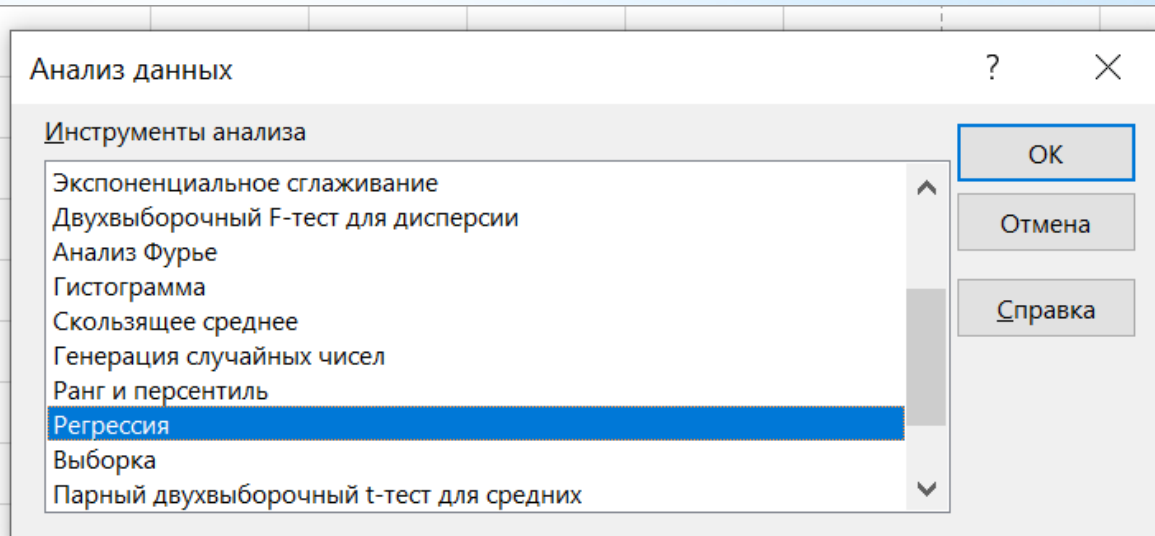 Анализ данных
?
Инструменты анализа
Экспоненциальное сглаживание
Двухвыборочный F-тест для дисперсии
Анализ Фурье
Гистограмма
Скользящее среднее
Генерация случайных чисел
Ранг и персентиль
Регрессия
Выборка
Парный двухвыборочный t-тест для средних
ОК
Отмена
Справка